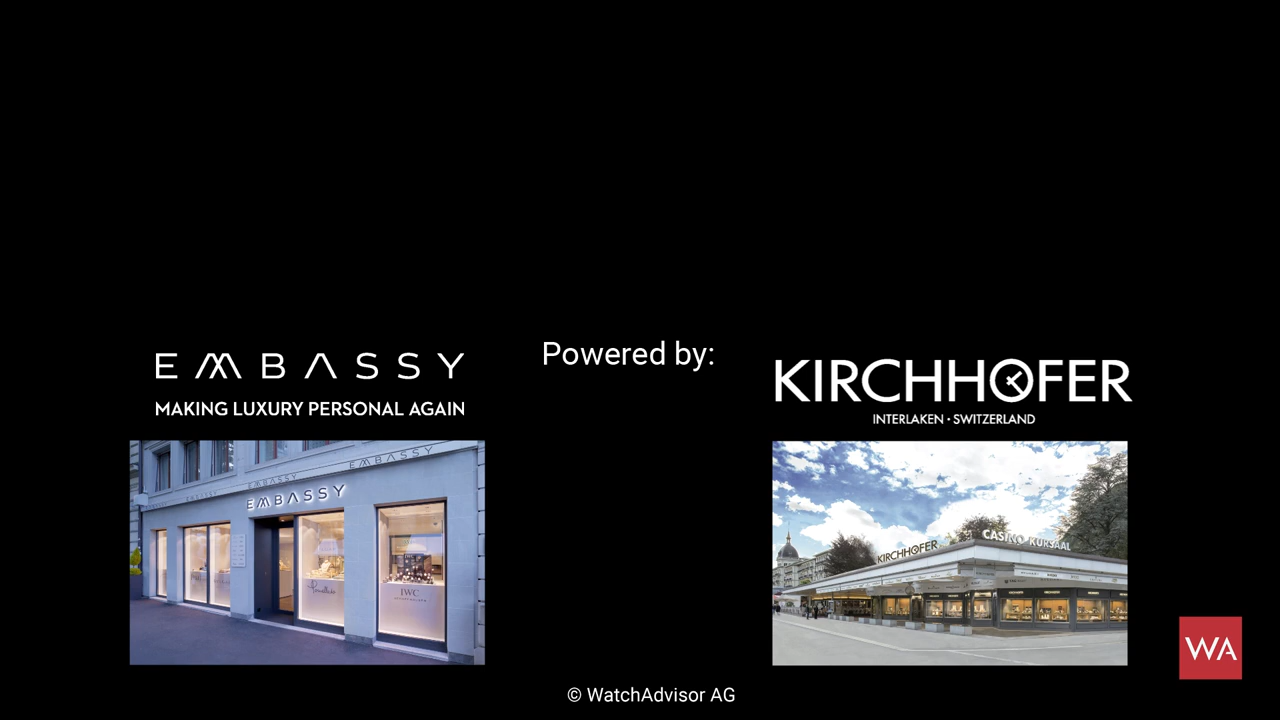 Powered by:
EMBASSY
MAKING LUXURY PERSONAL AGAIN
KIRCHHOFER
INTERLAKEN • SWITZERLAND
EMBASSY
EMBASSY
EMBASSY
IWC
KIRCHHOFER
CASINO KURSAAL
WA
© WatchAdvisor AG